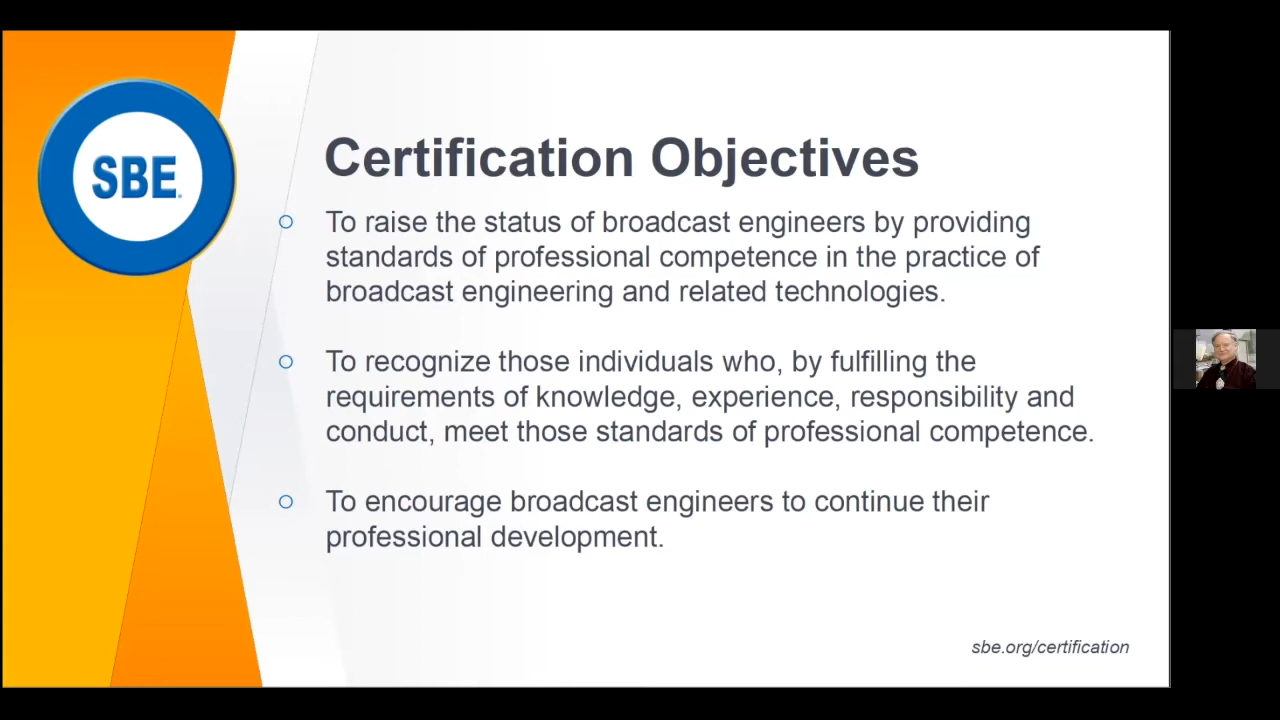 SBE
Certification Objectives
To raise the status of broadcast engineers by providing
standards of professional competence in the practice of
broadcast engineering and related technologies.
To recognize those individuals who, by fulfilling the
requirements of knowledge, experience, responsibility and
conduct, meet those standards of professional competence.
To encourage broadcast engineers to continue their
professional development.
sbe.org/certification